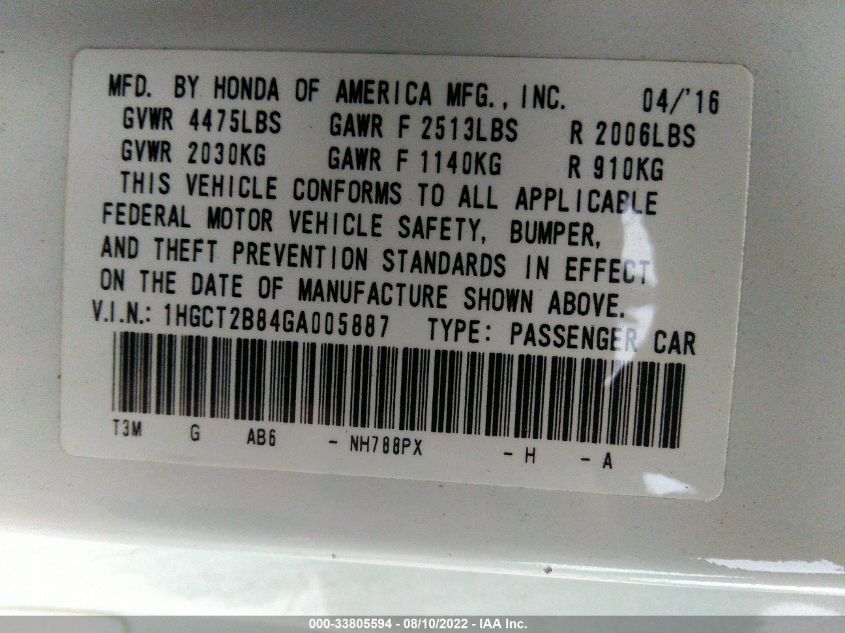 MFD. BY HONDA OF AMERICA MFG., INC. 04/'16
GVWR 4475LBS GAWR F 2513LBS R 2006LBS
GVWR 2030KG GAWR F 1140KG R 910KG
THIS VEHICLE CONFORMS TO ALL APPLICABLE
FEDERAL MOTOR VEHICLE SAFETY, BUMPER,
AND THEFT PREVENTION STANDARDS IN EFFECT
ON THE DATE OF MANUFACTURE SHOWN ABOVE.
V.I.N.: 1HGCT2B84GA005887 TYPE: PASSENGER CAR
T3M G AB6 - NH788PX - H - A
000-33805594 - 08/10/2022 - IAA Inc.